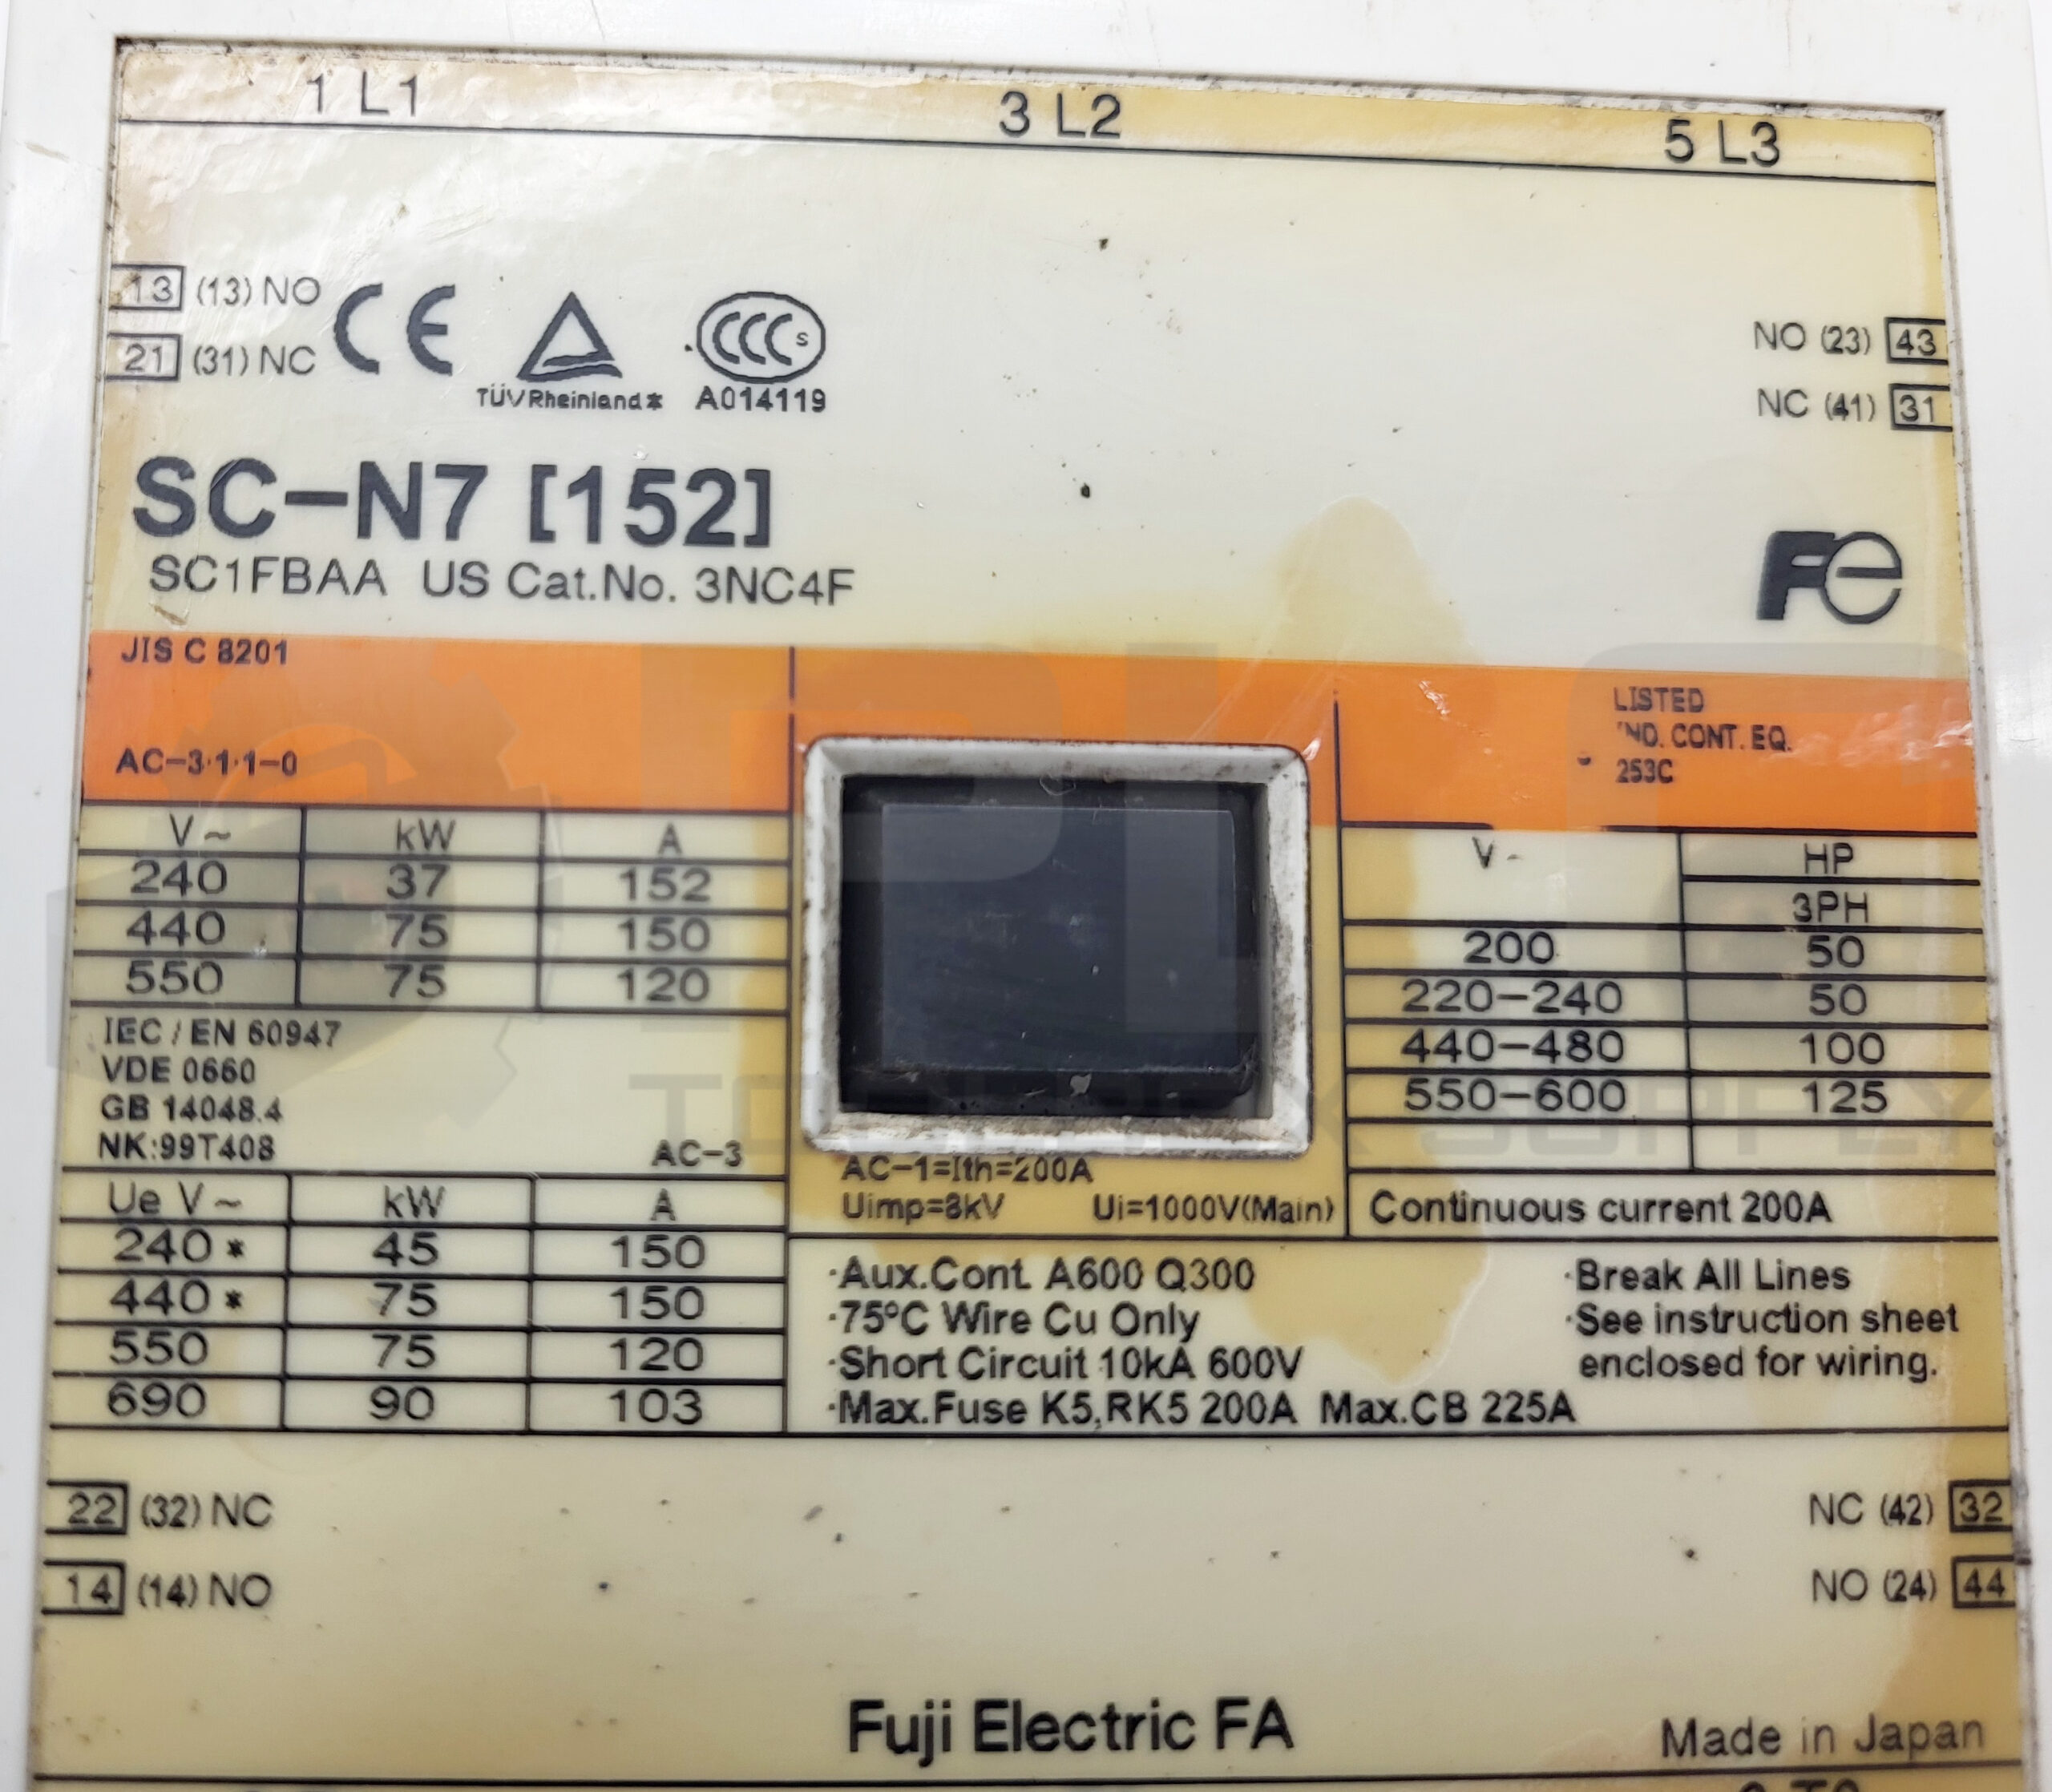 1 L1 3 L2 5 L3
13 (13) NO
21 (31) NC
CE
TÜVRheinland*
CCC S
A014119
NO (23) 43
NC (41) 31
SC-N7 [152]
SC1FBAA US Cat.No. 3NC4F
Fe
JIS C 8201
AC-3·1·1-0
V~ kW A
240 37 152
440 75 150
550 75 120
IEC / EN 60947
VDE 0660
GB 14048.4
NK:99T408
AC-3
Ue V~ kW A
240* 45 150
440* 75 150
550 75 120
690 90 103
AC-1=Ith=200A
Uimp=8kV Ui=1000V(Main)
LISTED
IND. CONT. EQ.
253C
V~ HP
3PH
200 50
220-240 50
440-480 100
550-600 125
Continuous current 200A
·Aux.Cont. A600 Q300
·75°C Wire Cu Only
·Short Circuit 10kA 600V
·Max.Fuse K5,RK5 200A Max.CB 225A
·Break All Lines
·See instruction sheet
enclosed for wiring.
22 (32) NC
14 (14) NO
NC (42) 32
NO (24) 44
Fuji Electric FA
Made in Japan